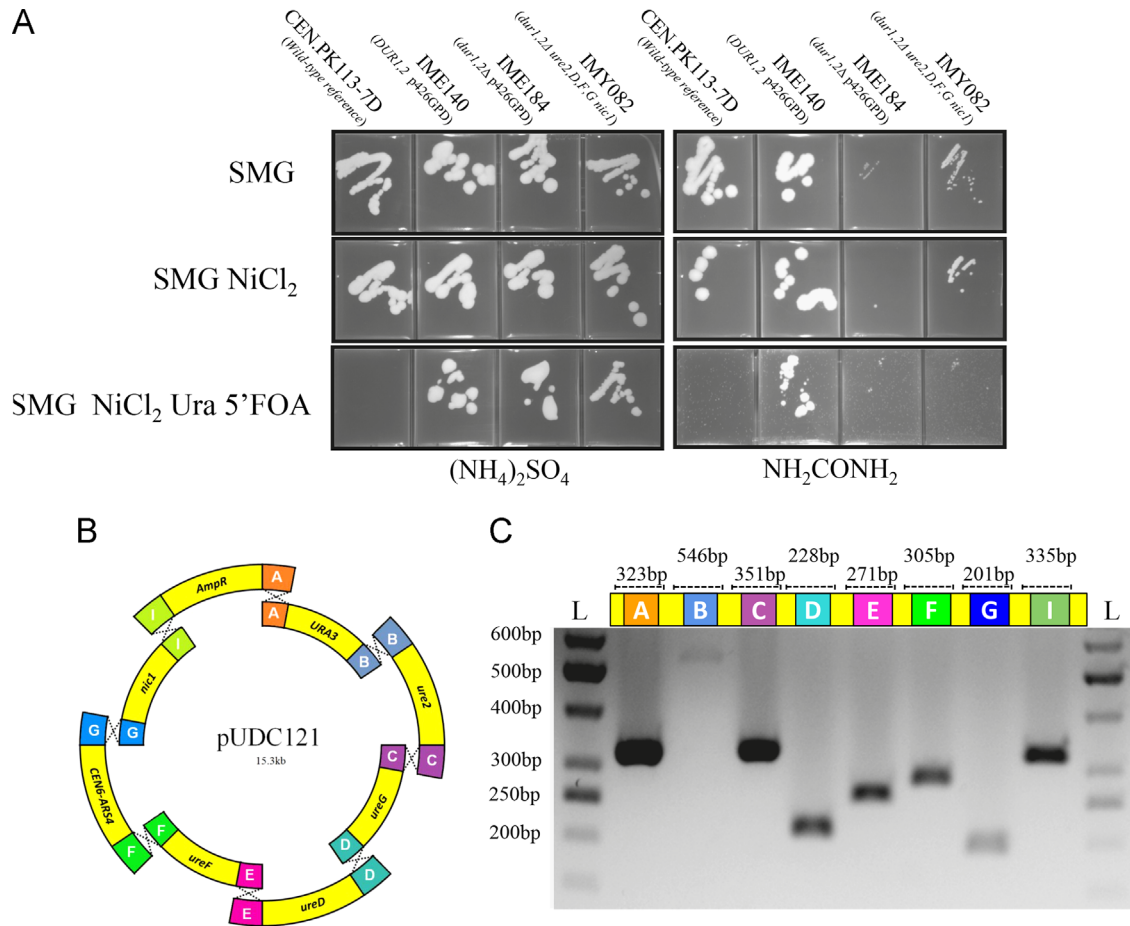 A
CEN.PK113-7D
(Wild-type reference)
IME140
(DUR1,2 p426GPD)
IME184
(dur1,2Δ p426GPD)
IMY082
(dur1,2Δ ure2,D,F,G nic1)
CEN.PK113-7D
(Wild-type reference)
IME140
(DUR1,2 p426GPD)
IME184
(dur1,2Δ p426GPD)
IMY082
(dur1,2Δ ure2,D,F,G nic1)
SMG
SMG NiCl2
SMG NiCl2 Ura 5'FOA
(NH4)2SO4
NH2CONH2
B
AmpR
A
A
URA3
B
B
ure2
C
C
ureG
D
D
ureD
E
E
ureF
F
F
CEN6-ARS4
G
G
nic1
I
I
pUDC121
15.3kb
C
323bp
546bp
351bp
228bp
271bp
305bp
201bp
335bp
L
A
B
C
D
E
F
G
I
L
600bp
500bp
400bp
300bp
250bp
200bp